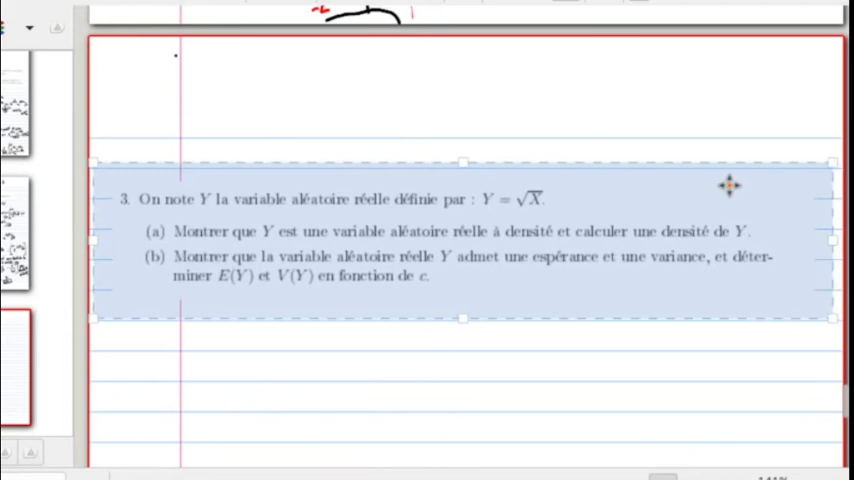 3. On note Y la variable aléatoire réelle définie par : Y = √X.
(a) Montrer que Y est une variable aléatoire réelle à densité et calculer une densité de Y.
(b) Montrer que la variable aléatoire réelle Y admet une espérance et une variance, et déter-
miner E(Y) et V(Y) en fonction de c.